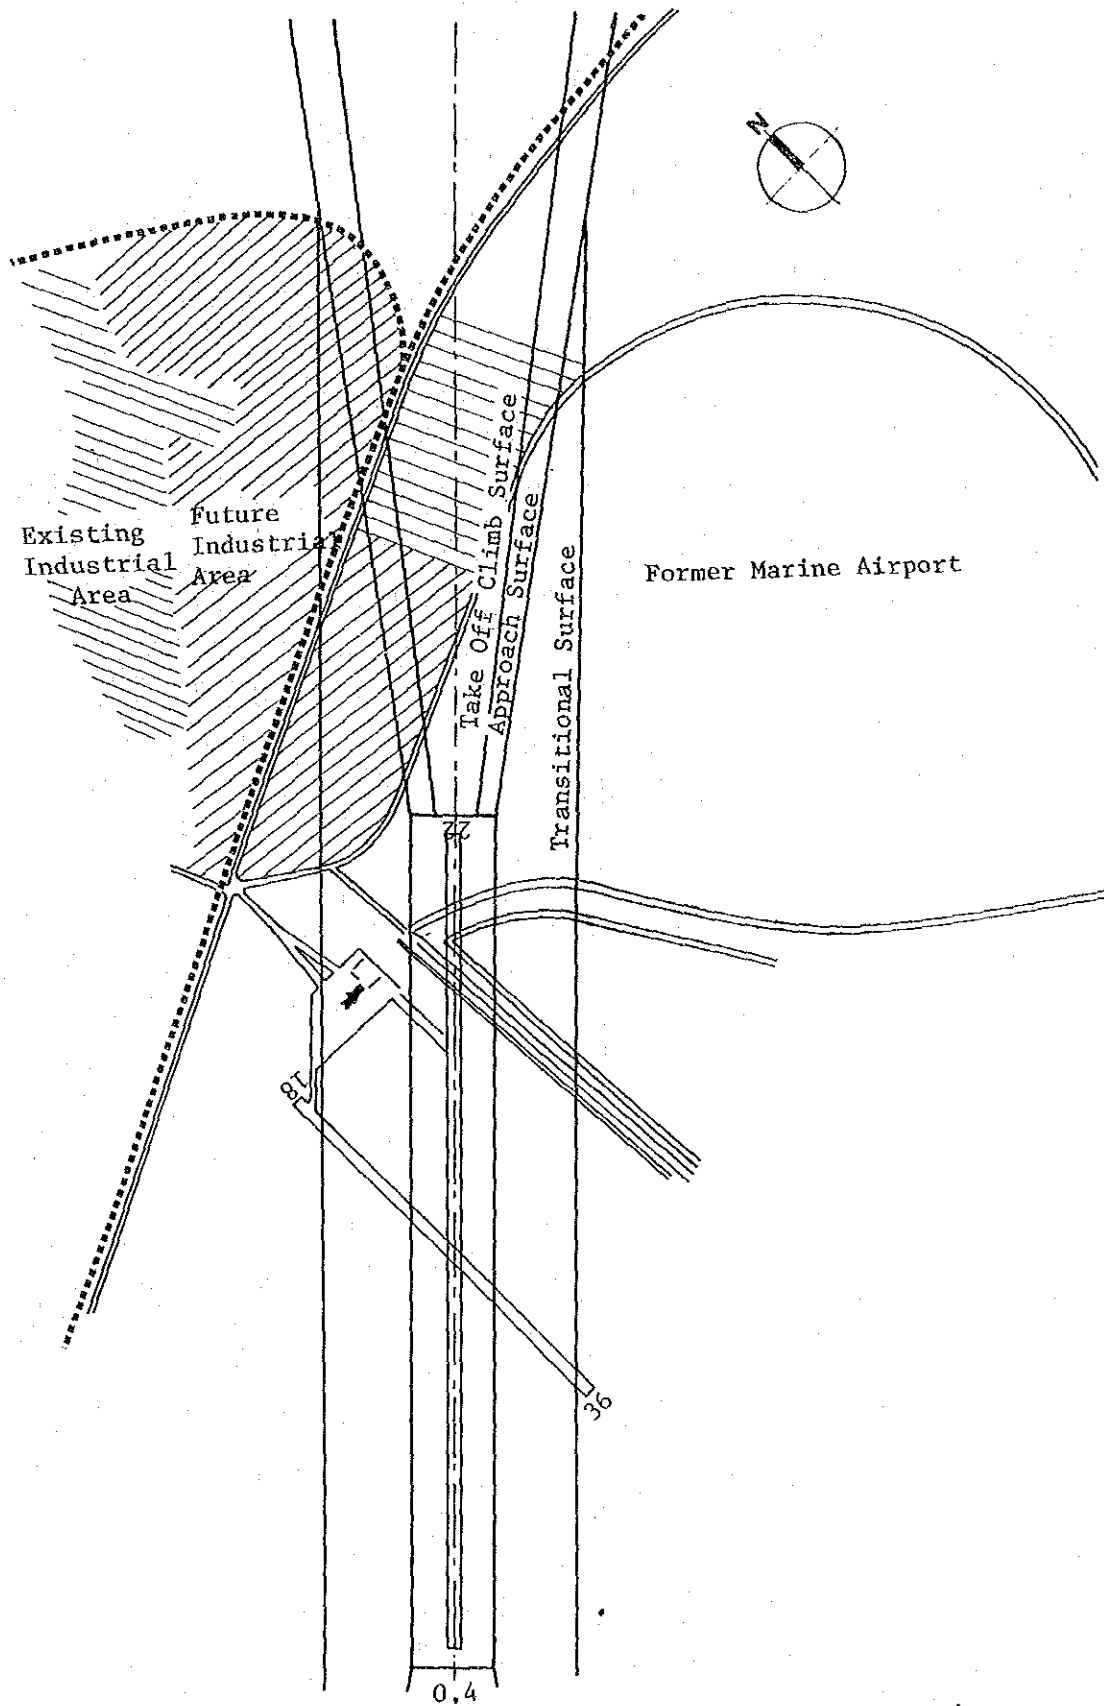 N
Existing
Industrial
Area
Future
Industrial
Area
Take Off Climb Surface
Approach Surface
Transitional Surface
Former Marine Airport
22
18
36
0,4